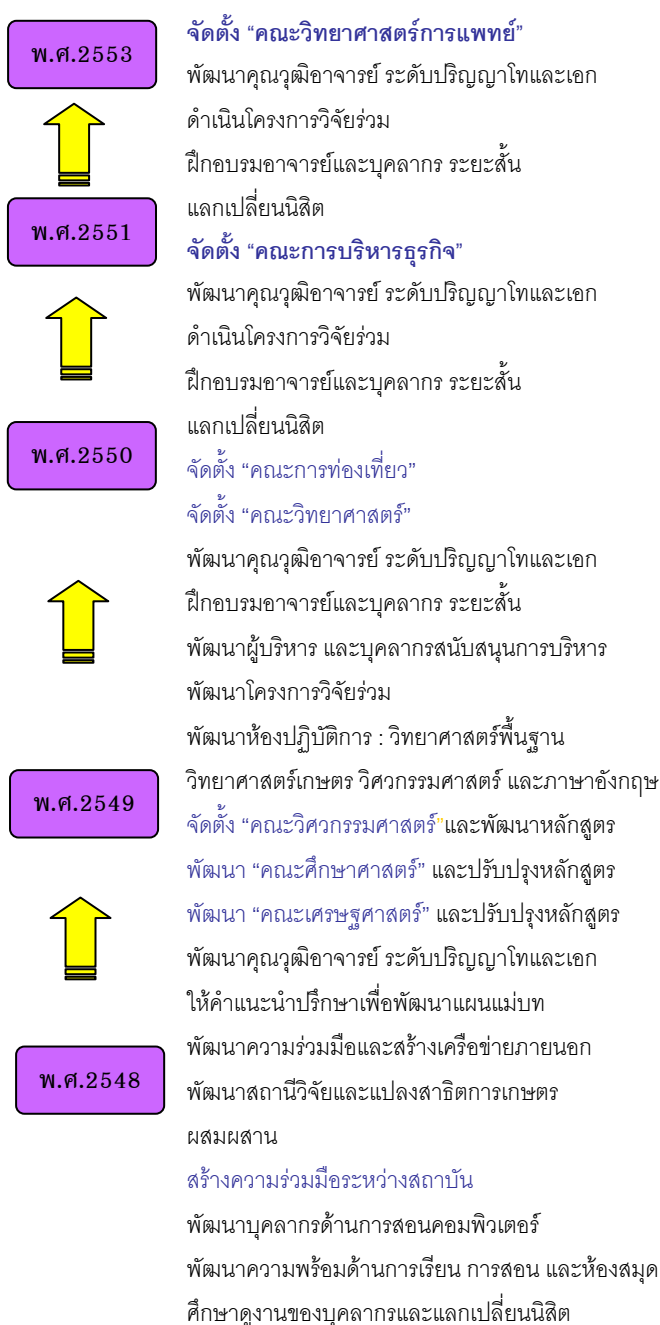 พ.ศ.2553
จัดตั้ง “คณะวิทยาศาสตร์การแพทย์”
พัฒนาคุณวุฒิอาจารย์ ระดับปริญญาโทและเอก
ดำเนินโครงการวิจัยร่วม
ฝึกอบรมอาจารย์และบุคลากร ระยะสั้น
แลกเปลี่ยนนิสิต
พ.ศ.2551
จัดตั้ง “คณะการบริหารธุรกิจ”
พัฒนาคุณวุฒิอาจารย์ ระดับปริญญาโทและเอก
ดำเนินโครงการวิจัยร่วม
ฝึกอบรมอาจารย์และบุคลากร ระยะสั้น
แลกเปลี่ยนนิสิต
พ.ศ.2550
จัดตั้ง “คณะการท่องเที่ยว”
จัดตั้ง “คณะวิทยาศาสตร์”
พัฒนาคุณวุฒิอาจารย์ ระดับปริญญาโทและเอก
ฝึกอบรมอาจารย์และบุคลากร ระยะสั้น
พัฒนาผู้บริหาร และบุคลากรสนับสนุนการบริหาร
พัฒนาโครงการวิจัยร่วม
พัฒนาห้องปฏิบัติการ : วิทยาศาสตร์พื้นฐาน
วิทยาศาสตร์เกษตร วิศวกรรมศาสตร์ และภาษาอังกฤษ
พ.ศ.2549
จัดตั้ง “คณะวิศวกรรมศาสตร์”และพัฒนาหลักสูตร
พัฒนา “คณะศึกษาศาสตร์” และปรับปรุงหลักสูตร
พัฒนา “คณะเศรษฐศาสตร์” และปรับปรุงหลักสูตร
พัฒนาคุณวุฒิอาจารย์ ระดับปริญญาโทและเอก
ให้คำแนะนำปรึกษาเพื่อพัฒนาแผนแม่บท
พัฒนาความร่วมมือและสร้างเครือข่ายภายนอก
พ.ศ.2548
พัฒนาสถานีวิจัยและแปลงสาธิตการเกษตร
ผสมผสาน
สร้างความร่วมมือระหว่างสถาบัน
พัฒนาบุคลากรด้านการสอนคอมพิวเตอร์
พัฒนาความพร้อมด้านการเรียน การสอน และห้องสมุด
ศึกษาดูงานของบุคลากรและแลกเปลี่ยนนิสิต